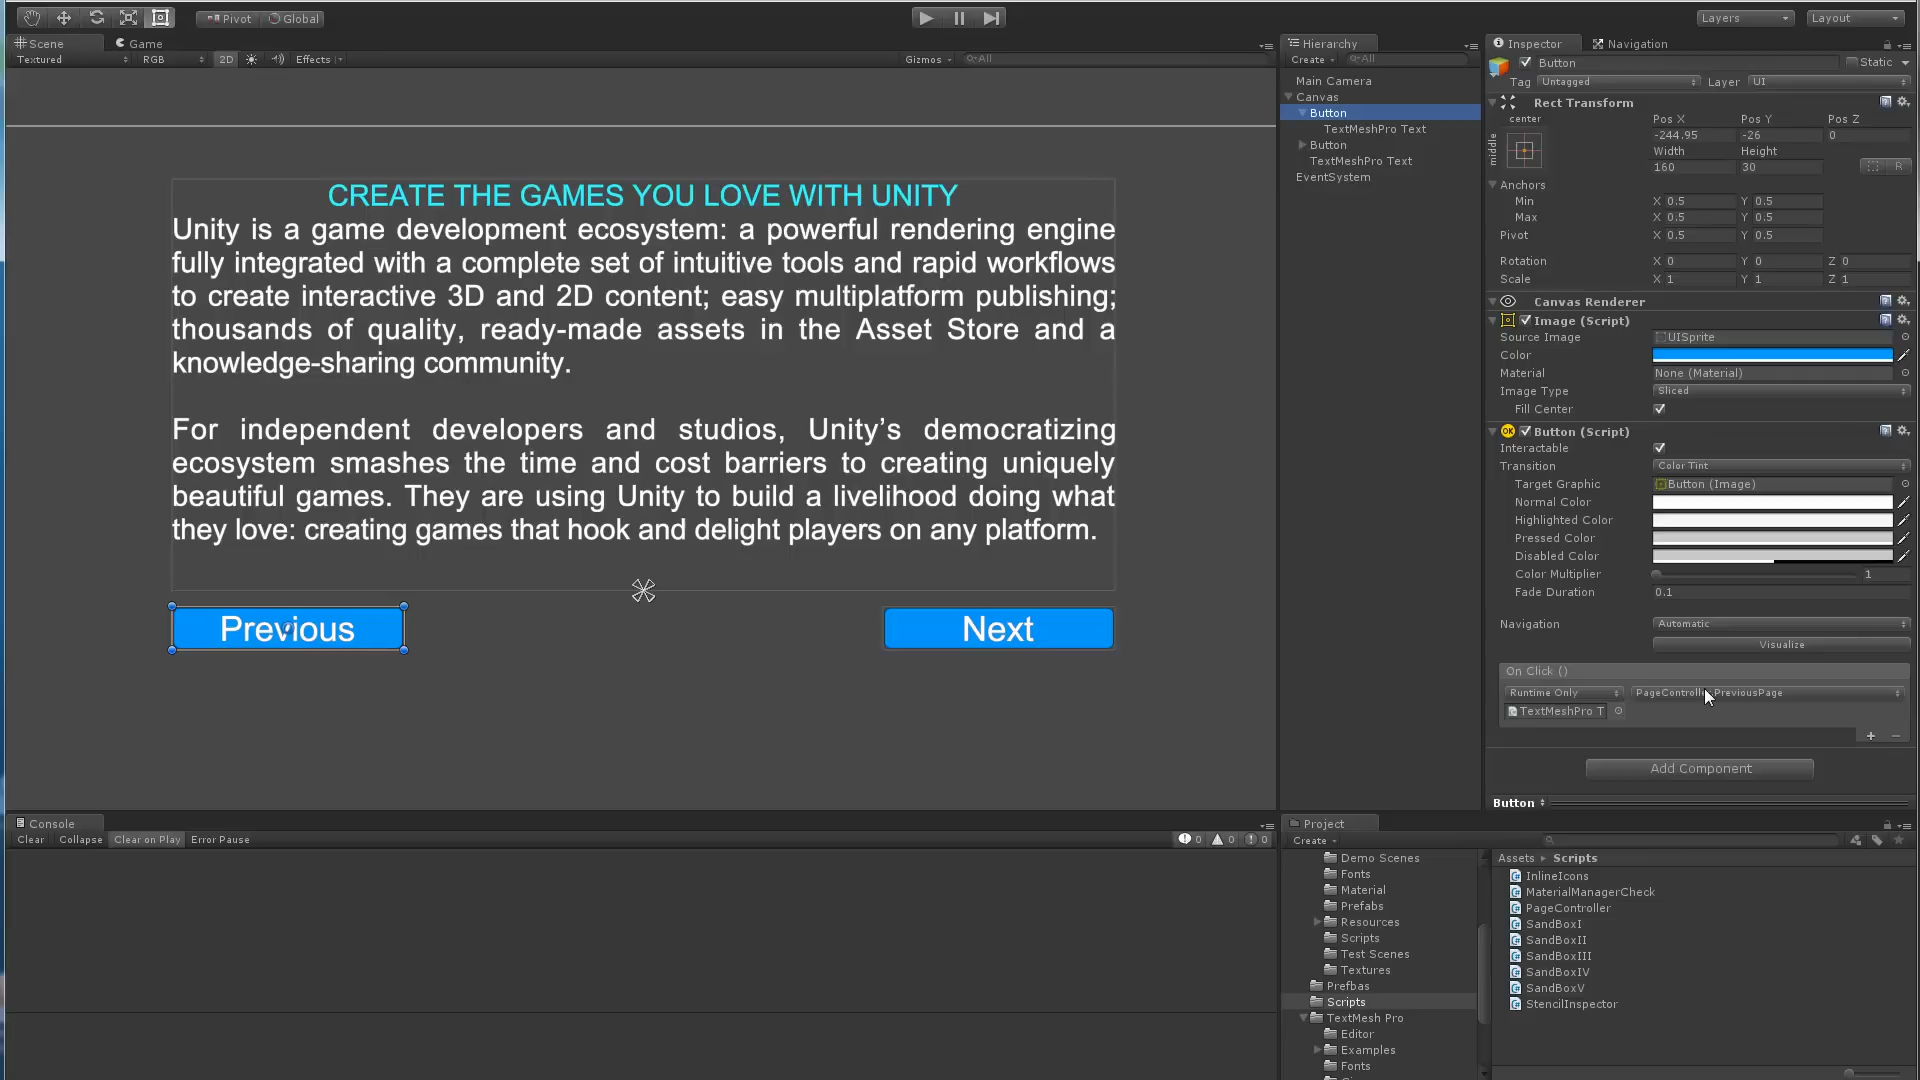 Pivot Global Layers Layout
Scene Game Hierarchy Inspector Navigation
Textured RGB 2D Effects Gizmos All Create All
Button Static
Tag Untagged Layer UI
Main Camera
Canvas
Button
TextMeshPro Text
Button
TextMeshPro Text
EventSystem
Rect Transform
center Pos X Pos Y Pos Z
middle -244.95 -26 0
Width Height
160 30 R
Anchors
Min X 0.5 Y 0.5
Max X 0.5 Y 0.5
Pivot X 0.5 Y 0.5
Rotation X 0 Y 0 Z 0
Scale X 1 Y 1 Z 1
Canvas Renderer
Image (Script)
Source Image UISprite
Color
Material None (Material)
Image Type Sliced
Fill Center
Button (Script)
Interactable
Transition Color Tint
Target Graphic Button (Image)
Normal Color
Highlighted Color
Pressed Color
Disabled Color
Color Multiplier 1
Fade Duration 0.1
Navigation Automatic
Visualize
On Click ()
Runtime Only PreviousPage
TextMeshPro T
+ -
Add Component
Button
CREATE THE GAMES YOU LOVE WITH UNITY
Unity is a game development ecosystem: a powerful rendering engine
fully integrated with a complete set of intuitive tools and rapid workflows
to create interactive 3D and 2D content; easy multiplatform publishing;
thousands of quality, ready-made assets in the Asset Store and a
knowledge-sharing community.
For independent developers and studios, Unity’s democratizing
ecosystem smashes the time and cost barriers to creating uniquely
beautiful games. They are using Unity to build a livelihood doing what
they love: creating games that hook and delight players on any platform.
Previous Next
Console
Clear Collapse Clear on Play Error Pause 0 0 0
Project
Create
Demo Scenes
Fonts
Material
Prefabs
Resources
Scripts
Test Scenes
Textures
Prefbas
Scripts
TextMesh Pro
Editor
Examples
Fonts
Assets Scripts
InlineIcons
MaterialManagerCheck
PageController
SandBoxI
SandBoxII
SandBoxIII
SandBoxIV
SandBoxV
StencilInspector